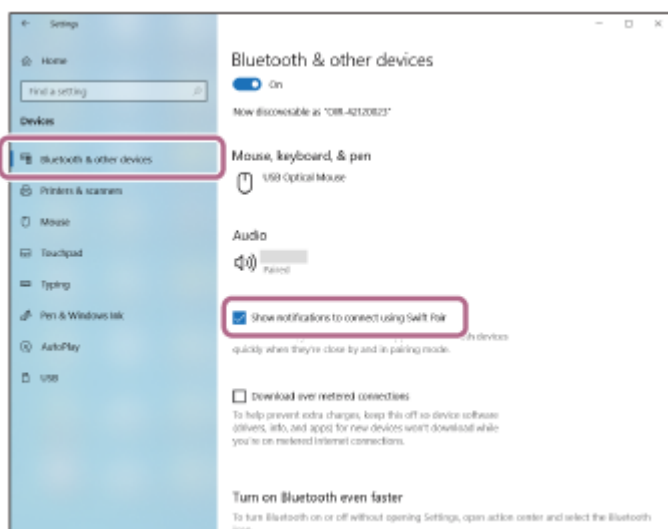 Settings
Home
Find a setting
Devices
Bluetooth & other devices
Printers & scanners
Mouse
Touchpad
Typing
Pen & Windows Ink
AutoPlay
USB
Bluetooth & other devices
On
Now discoverable as
Mouse, keyboard, & pen
USB Optical Mouse
Audio
Paired
Show notifications to connect using Swift Pair
devices
quickly when they're close by and in pairing mode.
Download over metered connections
To help prevent extra charges, keep this off so device software
(drivers, info, and apps) for new devices won't download while
you're on metered Internet connections.
Turn on Bluetooth even faster
To turn Bluetooth on or off without opening Settings, open action center and select the Bluetooth